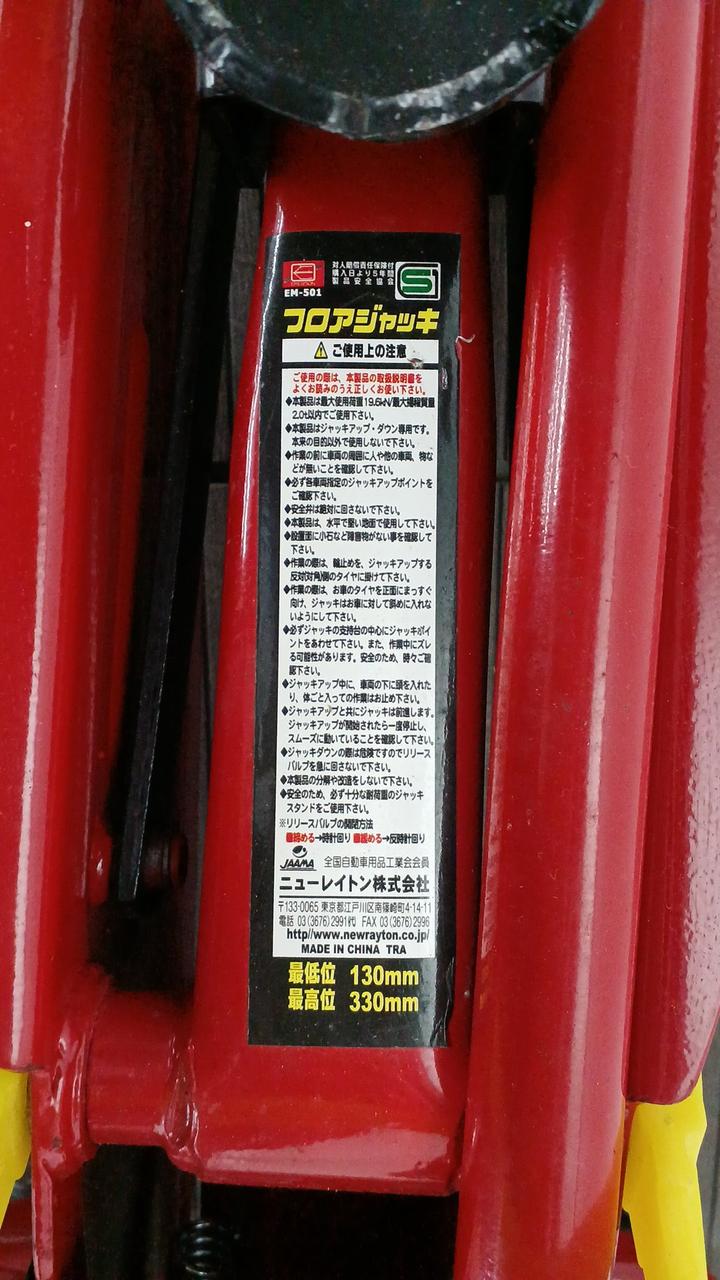 対人賠償責任保険付
購入日より5年間
製品安全協会
EM-501
フロアジャッキ
ご使用上の注意
ご使用の際は、本製品の取扱説明書を
よくお読みのうえ正しくお使い下さい。
◆本製品は最大使用荷重19.6kN/最大揚縮質量
2.0t以内でご使用下さい。
◆本製品はジャッキアップ・ダウン専用です。
本来の目的以外で使用しないで下さい。
◆作業の前に車両の周囲に人や他の車両、物な
どが無いことを確認して下さい。
◆必ず各車両指定のジャッキアップポイントを
ご確認下さい。
◆安全弁は絶対に回さないで下さい。
◆本製品は、水平で堅い地面で使用して下さい。
◆設置面に小石など障害物がない事を確認して
下さい。
◆作業の際は、輪止めを、ジャッキアップする
反対(対角)側のタイヤに掛けて下さい。
◆作業の際は、お車のタイヤを正面にまっすぐ
向け、ジャッキはお車に対して斜めに入れな
いようにして下さい。
◆必ずジャッキの支持台の中心にジャッキポイ
ントをあわせて下さい。また、作業中にズレ
る可能性があります。安全のため、時々ご確
認下さい。
◆ジャッキアップ中に、車両の下に頭を入れた
り、体ごと入っての作業はお止め下さい。
◆ジャッキアップと共にジャッキは前進します。
ジャッキアップが開始されたら一度停止し、
スムーズに動いていることを確認して下さい。
◆ジャッキダウンの際は危険ですのでリリース
バルブを急に回さないで下さい。
◆本製品の分解や改造をしないで下さい。
◆安全のため、必ず十分な耐荷重のジャッキ
スタンドをご使用下さい。
※リリースバルブの開閉方法
締める→時計回り 緩める→反時計回り
JAAMA 全国自動車用品工業会会員
ニューレイトン株式会社
〒133-0065 東京都江戸川区南篠崎町4-14-11
電話 03(3676)2991㈹ FAX 03(3676)2996
http//www.newrayton.co.jp/
MADE IN CHINA TRA
最低位 130mm
最高位 330mm